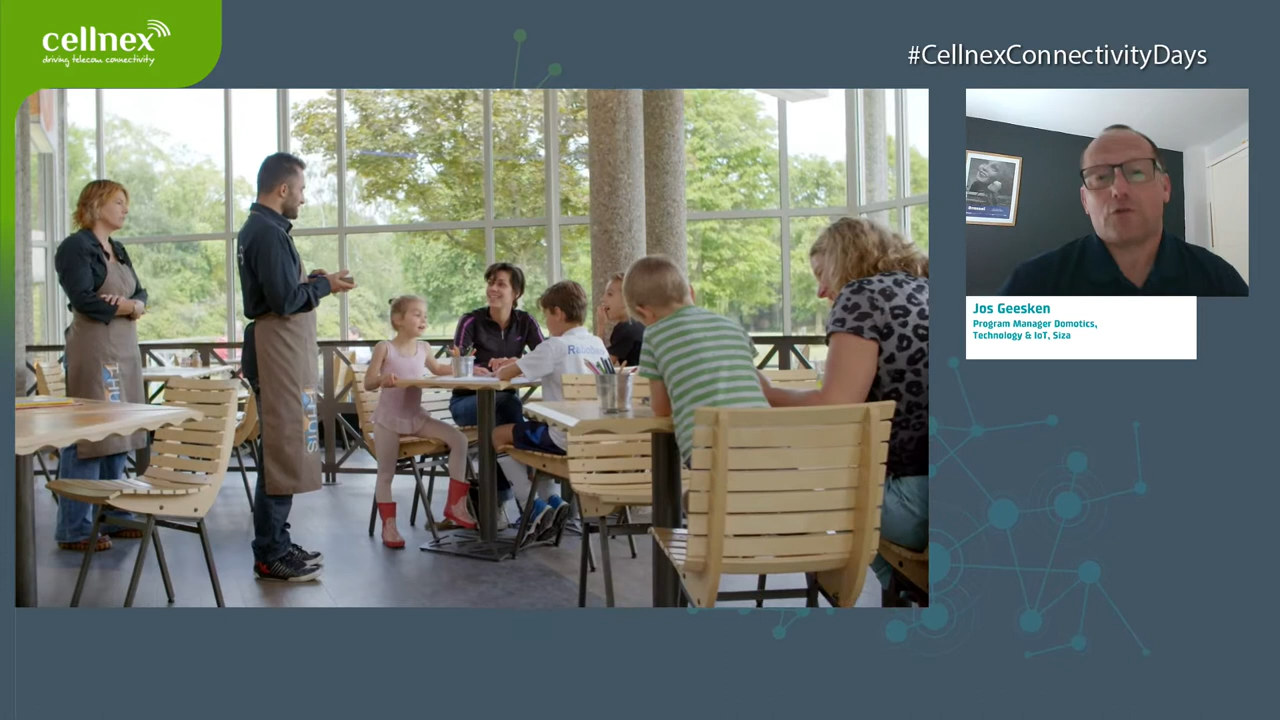 cellnex
driving telecom connectivity
#CellnexConnectivityDays
Jos Geesken
Program Manager Domotics,
Technology & IoT, Siza